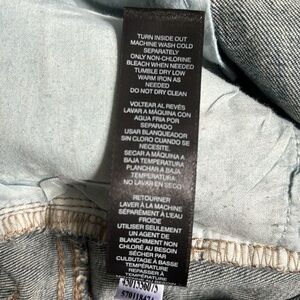 TURN INSIDE OUT
MACHINE WASH COLD
SEPARATELY
ONLY NON-CHLORINE
BLEACH WHEN NEEDED
TUMBLE DRY LOW
WARM IRON AS
NEEDED
DO NOT DRY CLEAN
VOLTEAR AL REVÉS
LAVAR A MÁQUINA CON
AGUA FRIA POR
SEPARADO
USAR BLANQUEADOR
SIN CLORO CUANDO SE
NECESITE
SECAR A MÁQUINA A
BAJA TEMPERATURA
PLANCHAR A BAJA
TEMPERATURA
NO LAVAR EN SECO
RETOURNER
LAVER À LA MACHINE
SÉPARÉMENT À L'EAU
FROIDE
UTILISER SEULEMENT
UN AGENT DE
BLANCHIMENT NON
CHLORÉ AU BESOIN
SÉCHER PAR
CULBUTAGE À BASSE
TEMPÉRATURE
REPASSER À
TEMPÉRATURE